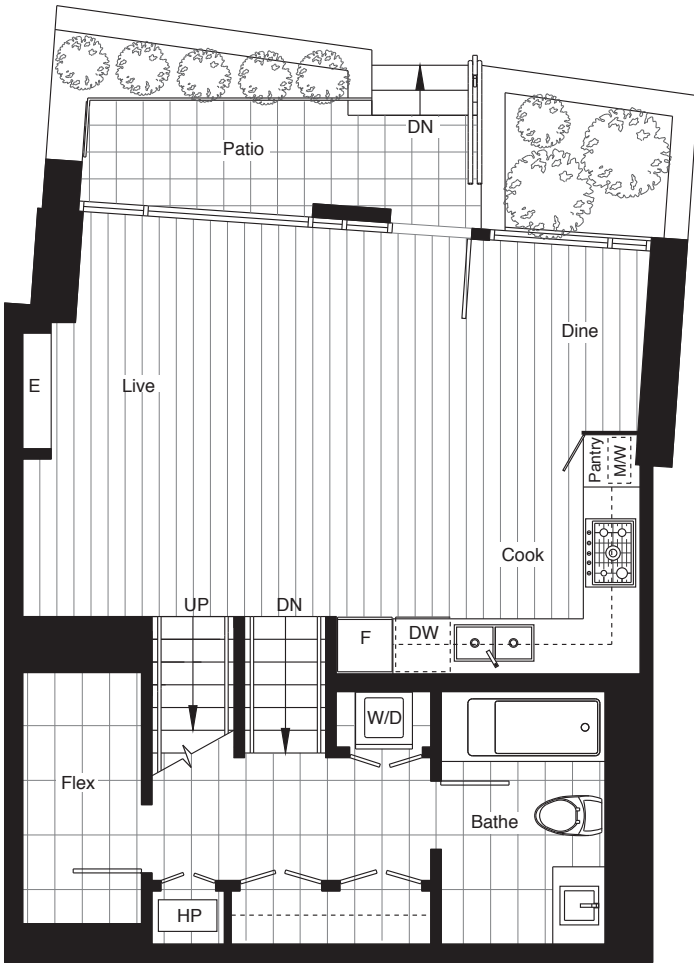 DN
Patio
Dine
E
Live
Pantry
M/W
Cook
UP
DN
F
DW
W/D
Flex
Bathe
HP